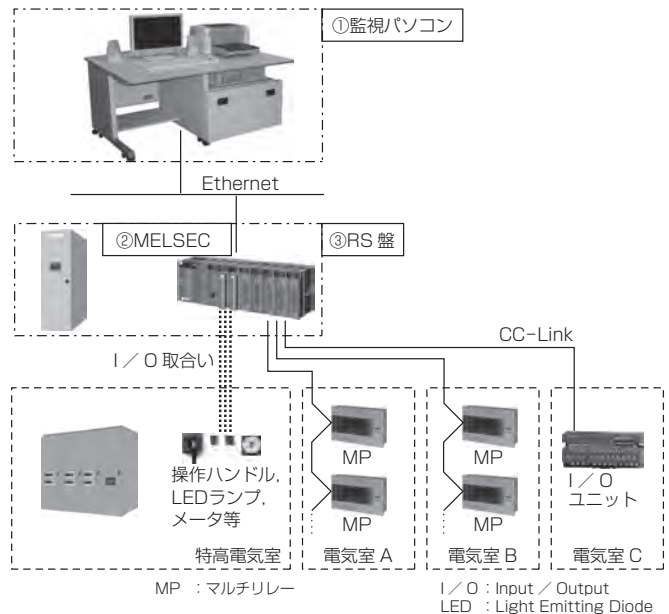 ①監視パソコン
Ethernet
②MELSEC
③RS 盤
CC-Link
I／O 取合い
MP
MP
MP
MP
操作ハンドル,
LEDランプ,
メータ等
I／O
ユニット
特高電気室
電気室 A
電気室 B
電気室 C
MP ：マルチリレー
I／O：Input／Output
LED ：Light Emitting Diode